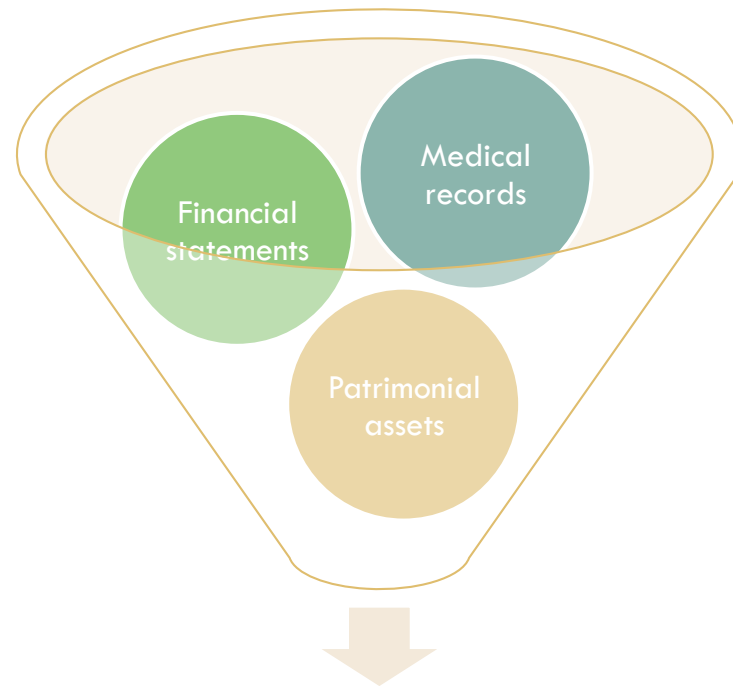 Medical
records
Financial
statements
Patrimonial
assets